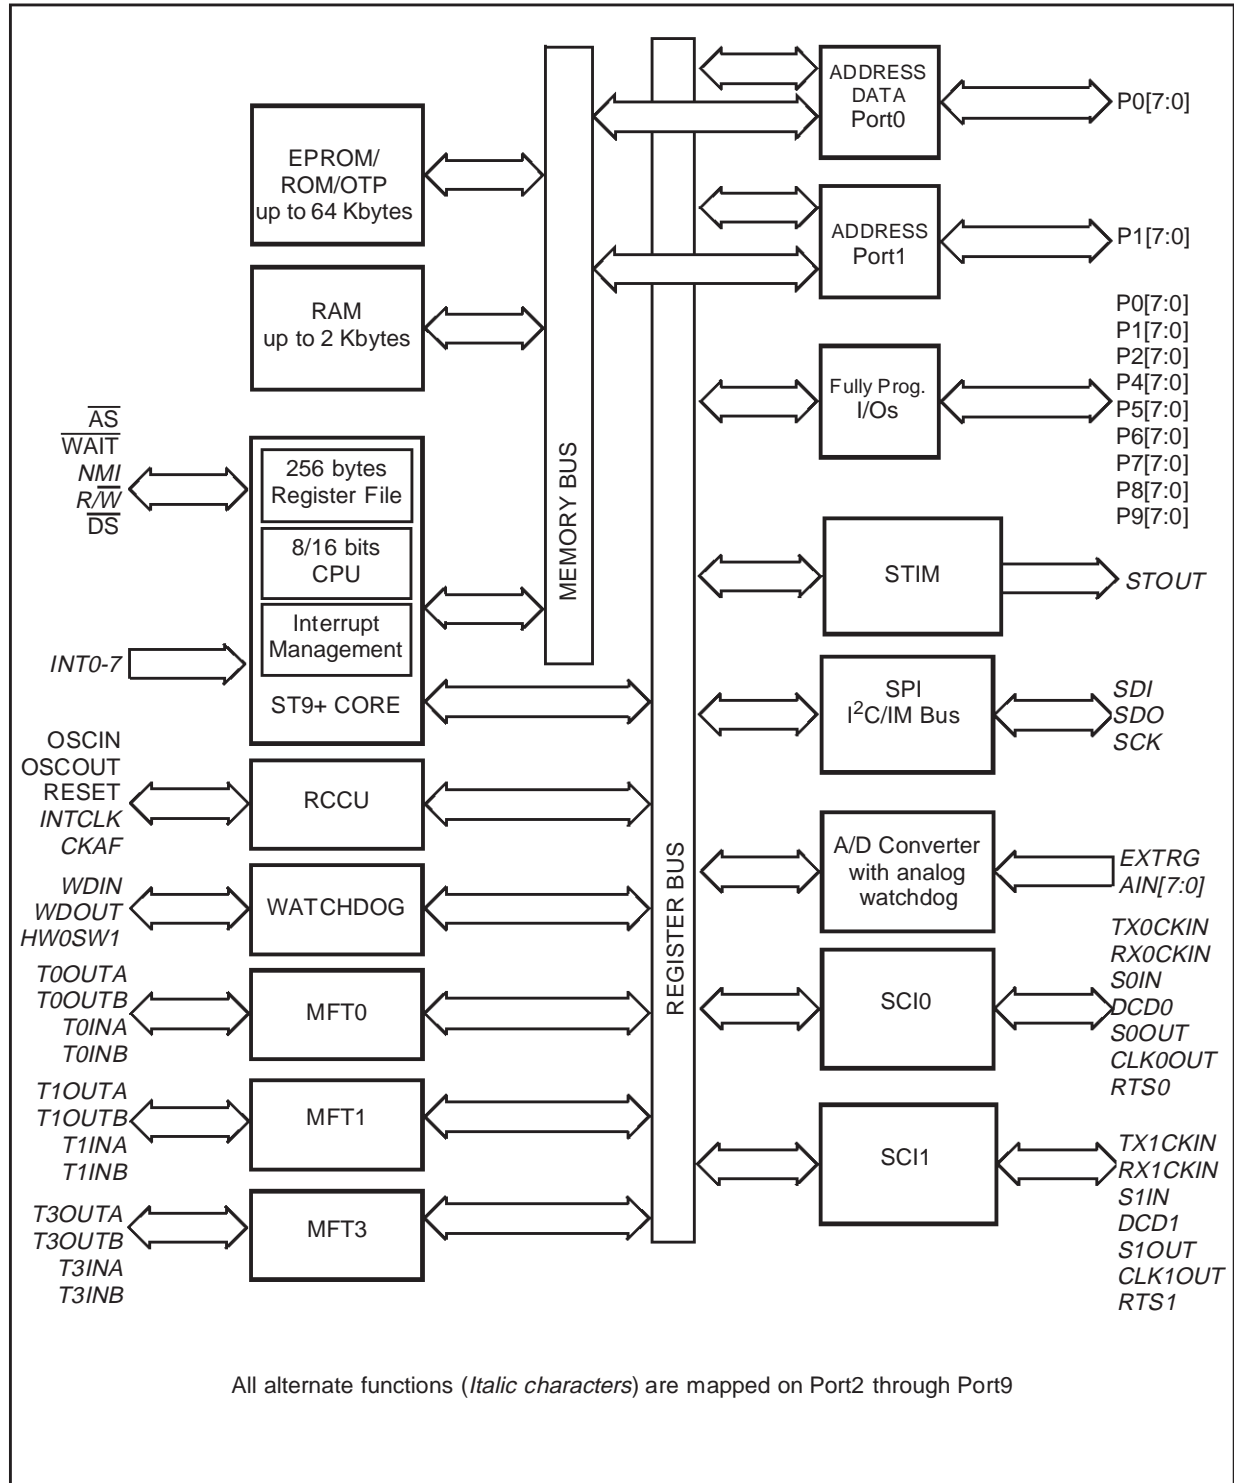 ADDRESS
DATA
Port0
P0[7:0]
EPROM/
ROM/OTP
up to 64 Kbytes
ADDRESS
Port1
P1[7:0]
RAM
up to 2 Kbytes
Fully Prog.
I/Os
P0[7:0]
P1[7:0]
P2[7:0]
P4[7:0]
P5[7:0]
P6[7:0]
P7[7:0]
P8[7:0]
P9[7:0]
AS
WAIT
NMI
R/W
DS
256 bytes
Register File
8/16 bits
CPU
Interrupt
Management
ST9+ CORE
INT0-7
MEMORY BUS
REGISTER BUS
STIM
STOUT
SPI
I²C/IM Bus
SDI
SDO
SCK
OSCIN
OSCOUT
RESET
INTCLK
CKAF
RCCU
A/D Converter
with analog
watchdog
EXTRG
AIN[7:0]
WDIN
WDOUT
HW0SW1
WATCHDOG
T0OUTA
T0OUTB
T0INA
T0INB
MFT0
SCI0
TX0CKIN
RX0CKIN
S0IN
DCD0
S0OUT
CLK0OUT
RTS0
T1OUTA
T1OUTB
T1INA
T1INB
MFT1
SCI1
TX1CKIN
RX1CKIN
S1IN
DCD1
S1OUT
CLK1OUT
RTS1
T3OUTA
T3OUTB
T3INA
T3INB
MFT3
All alternate functions (Italic characters) are mapped on Port2 through Port9